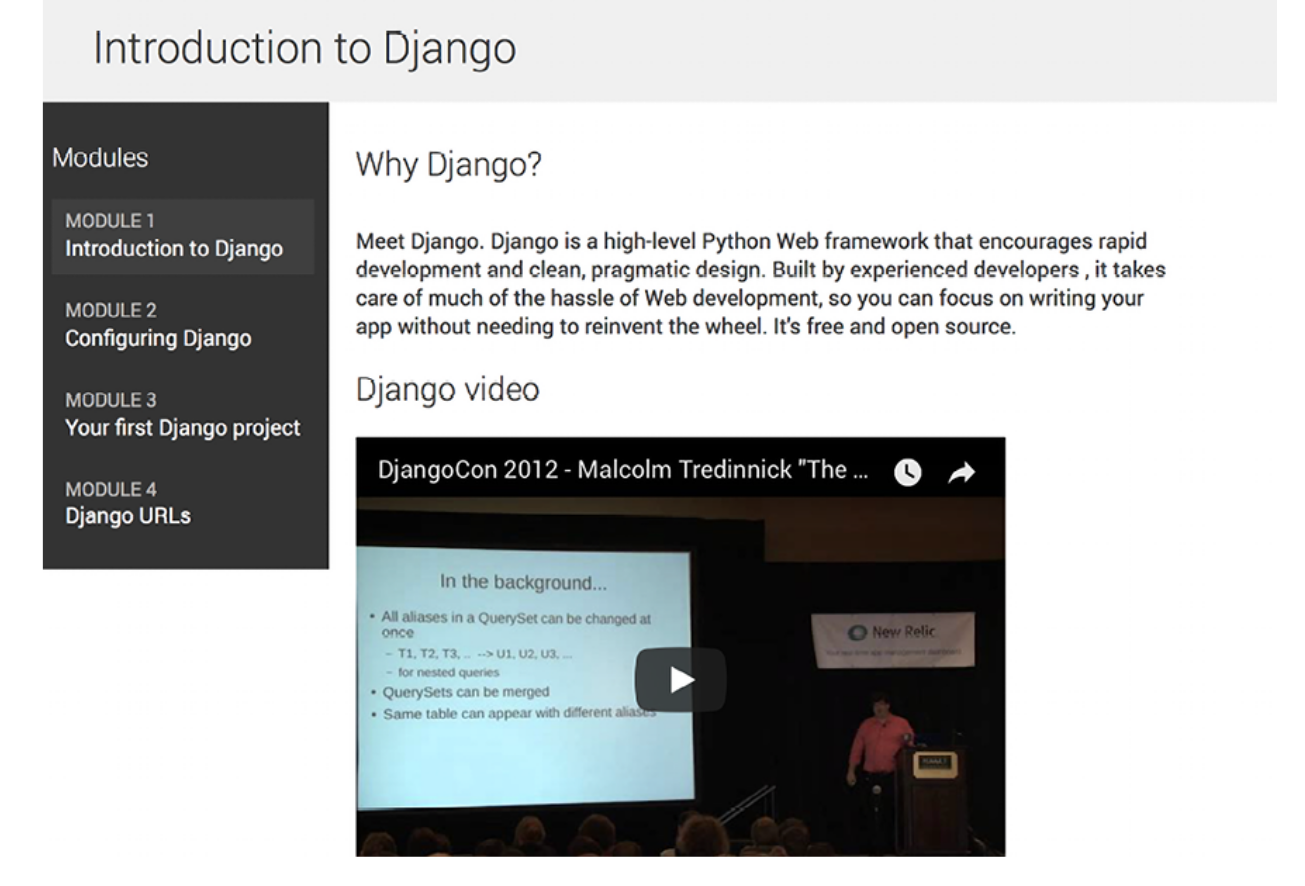 Introduction to Django
Modules
MODULE 1
Introduction to Django
MODULE 2
Configuring Django
MODULE 3
Your first Django project
MODULE 4
Django URLs
Why Django?
Meet Django. Django is a high-level Python Web framework that encourages rapid
development and clean, pragmatic design. Built by experienced developers , it takes
care of much of the hassle of Web development, so you can focus on writing your
app without needing to reinvent the wheel. It's free and open source.
Django video
DjangoCon 2012 - Malcolm Tredinnick "The ...
In the background...
• All aliases in a QuerySet can be changed at
once
– T1, T2, T3, ... --> U1, U2, U3, ...
– for nested queries
• QuerySets can be merged
• Same table can appear with different aliases
New Relic